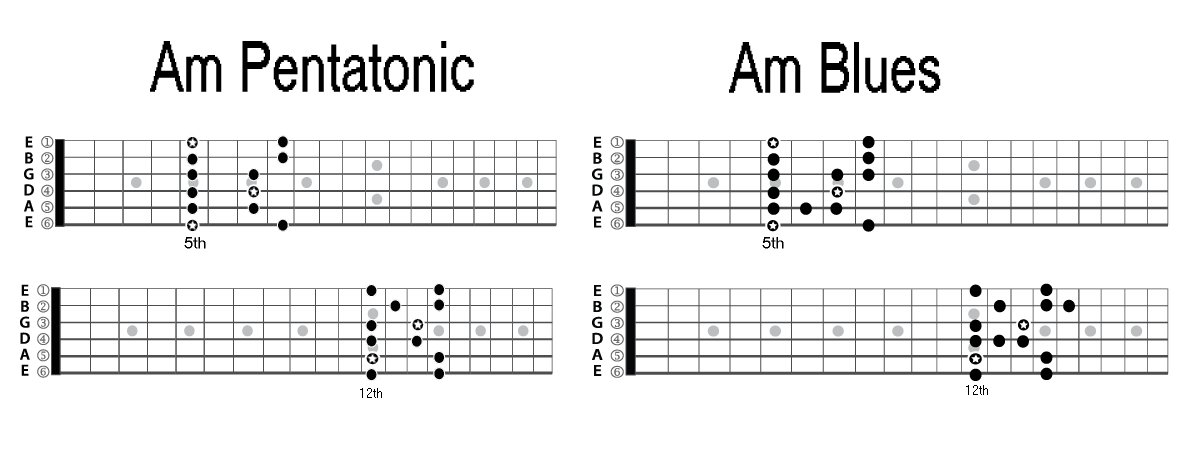 Am Pentatonic
Am Blues
E ①
B ②
G ③
D ④
A ⑤
E ⑥
5th
E ①
B ②
G ③
D ④
A ⑤
E ⑥
5th
E ①
B ②
G ③
D ④
A ⑤
E ⑥
12th
E ①
B ②
G ③
D ④
A ⑤
E ⑥
12th